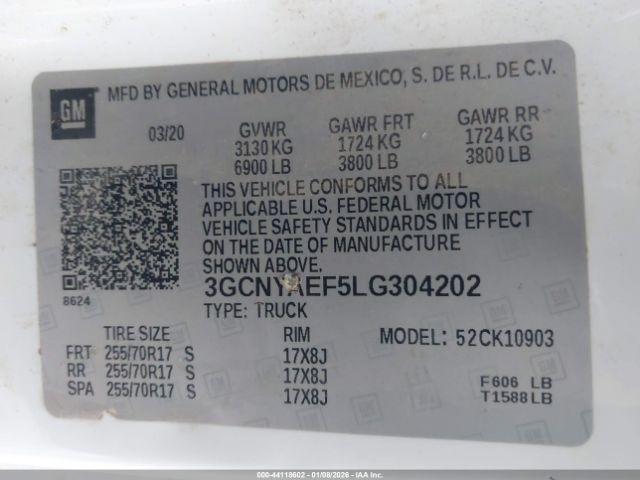 GM
MFD BY GENERAL MOTORS DE MEXICO, S. DE R.L. DE C.V.
03/20 GVWR GAWR FRT GAWR RR
3130 KG 1724 KG 1724 KG
6900 LB 3800 LB 3800 LB
THIS VEHICLE CONFORMS TO ALL
APPLICABLE U.S. FEDERAL MOTOR
VEHICLE SAFETY STANDARDS IN EFFECT
ON THE DATE OF MANUFACTURE
SHOWN ABOVE.
8624
3GCNYAEF5LG304202
TYPE: TRUCK
TIRE SIZE RIM MODEL: 52CK10903
FRT 255/70R17 S 17X8J
RR 255/70R17 S 17X8J
SPA 255/70R17 S 17X8J
F606 LB
T1588LB
000-44118602 - 01/08/2026 - IAAI.COM